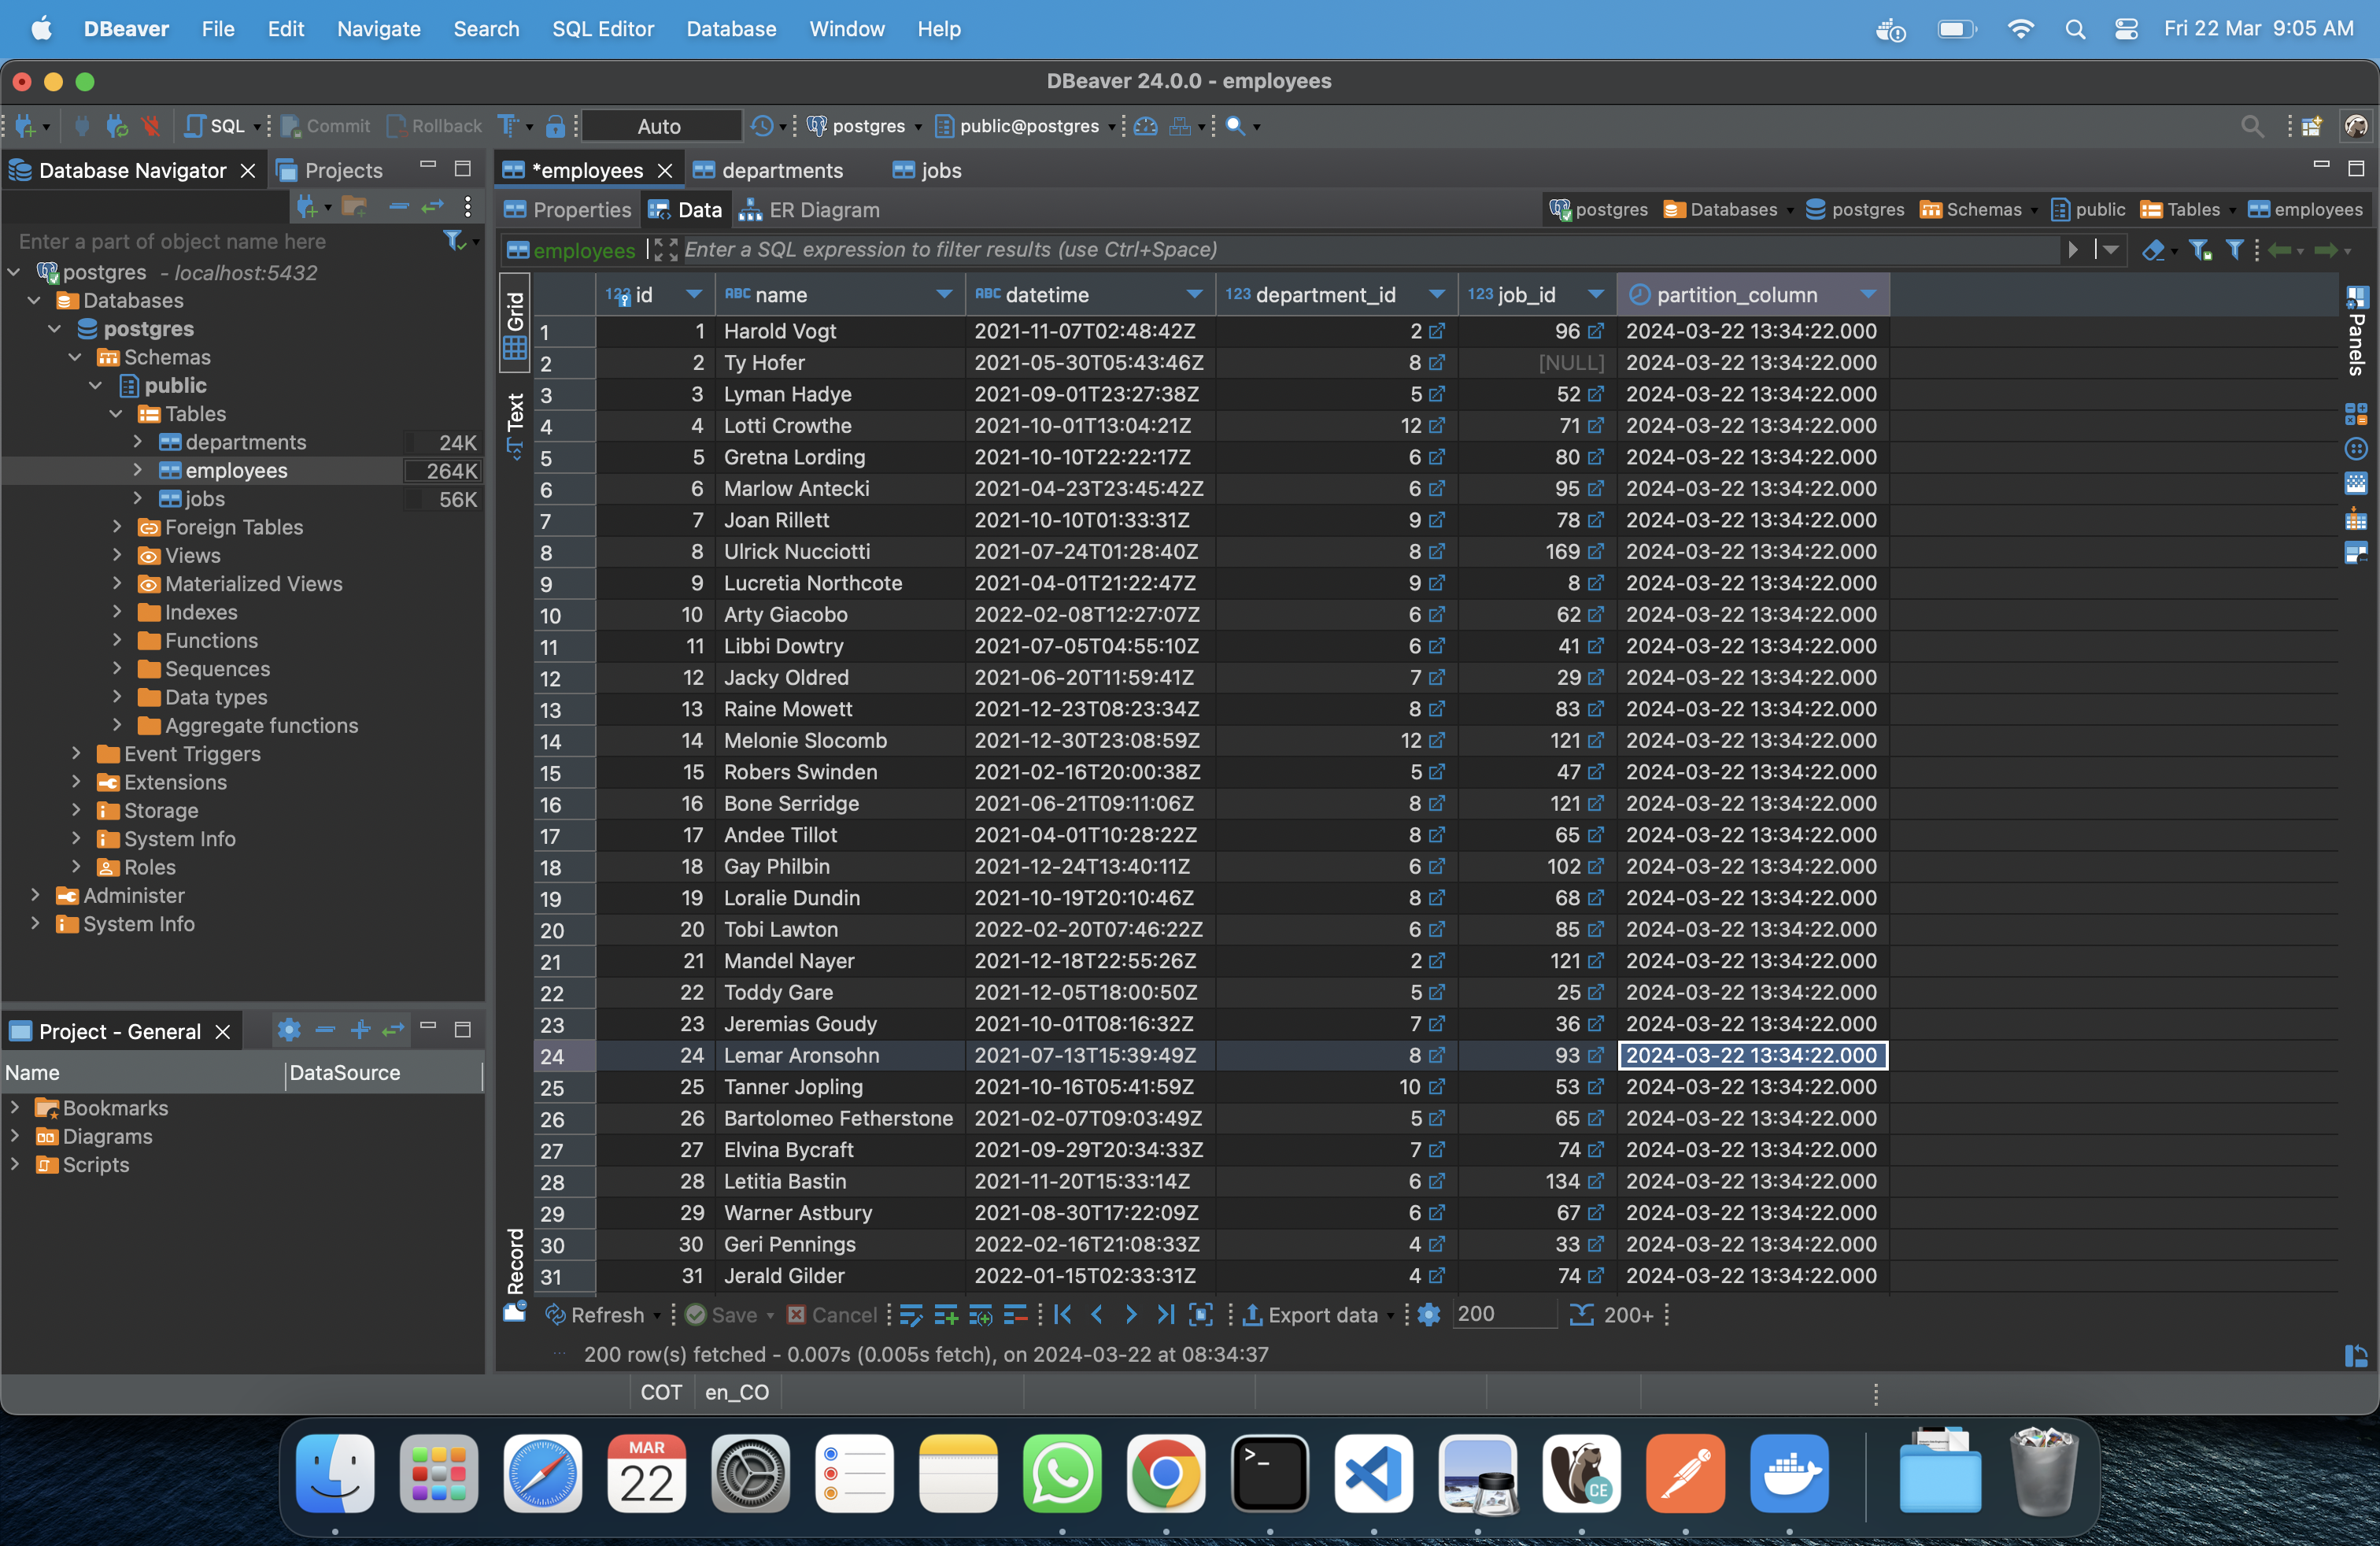 DBeaver File Edit Navigate Search SQL Editor Database Window Help Fri 22 Mar 9:05 AM
DBeaver 24.0.0 - employees
SQL Commit Rollback Auto postgres public@postgres
Database Navigator Projects
*employees departments jobs
Properties Data ER Diagram
postgres Databases postgres Schemas public Tables employees
Enter a part of object name here
employees Enter a SQL expression to filter results (use Ctrl+Space)
postgres - localhost:5432
Databases
postgres
Schemas
public
Tables
departments 24K
employees 264K
jobs 56K
Foreign Tables
Views
Materialized Views
Indexes
Functions
Sequences
Data types
Aggregate functions
Event Triggers
Extensions
Storage
System Info
Roles
Administer
System Info
Project - General
Name DataSource
Bookmarks
Diagrams
Scripts
Grid
Text
Record
123 id ABC name ABC datetime 123 department_id 123 job_id partition_column
1 1 Harold Vogt 2021-11-07T02:48:42Z 2 96 2024-03-22 13:34:22.000
2 2 Ty Hofer 2021-05-30T05:43:46Z 8 [NULL] 2024-03-22 13:34:22.000
3 3 Lyman Hadye 2021-09-01T23:27:38Z 5 52 2024-03-22 13:34:22.000
4 4 Lotti Crowthe 2021-10-01T13:04:21Z 12 71 2024-03-22 13:34:22.000
5 5 Gretna Lording 2021-10-10T22:22:17Z 6 80 2024-03-22 13:34:22.000
6 6 Marlow Antecki 2021-04-23T23:45:42Z 6 95 2024-03-22 13:34:22.000
7 7 Joan Rillett 2021-10-10T01:33:31Z 9 78 2024-03-22 13:34:22.000
8 8 Ulrick Nucciotti 2021-07-24T01:28:40Z 8 169 2024-03-22 13:34:22.000
9 9 Lucretia Northcote 2021-04-01T21:22:47Z 9 8 2024-03-22 13:34:22.000
10 10 Arty Giacobo 2022-02-08T12:27:07Z 6 62 2024-03-22 13:34:22.000
11 11 Libbi Dowtry 2021-07-05T04:55:10Z 6 41 2024-03-22 13:34:22.000
12 12 Jacky Oldred 2021-06-20T11:59:41Z 7 29 2024-03-22 13:34:22.000
13 13 Raine Mowett 2021-12-23T08:23:34Z 8 83 2024-03-22 13:34:22.000
14 14 Melonie Slocomb 2021-12-30T23:08:59Z 12 121 2024-03-22 13:34:22.000
15 15 Robers Swinden 2021-02-16T20:00:38Z 5 47 2024-03-22 13:34:22.000
16 16 Bone Serridge 2021-06-21T09:11:06Z 8 121 2024-03-22 13:34:22.000
17 17 Andee Tillot 2021-04-01T10:28:22Z 8 65 2024-03-22 13:34:22.000
18 18 Gay Philbin 2021-12-24T13:40:11Z 6 102 2024-03-22 13:34:22.000
19 19 Loralie Dundin 2021-10-19T20:10:46Z 8 68 2024-03-22 13:34:22.000
20 20 Tobi Lawton 2022-02-20T07:46:22Z 6 85 2024-03-22 13:34:22.000
21 21 Mandel Nayer 2021-12-18T22:55:26Z 2 121 2024-03-22 13:34:22.000
22 22 Toddy Gare 2021-12-05T18:00:50Z 5 25 2024-03-22 13:34:22.000
23 23 Jeremias Goudy 2021-10-01T08:16:32Z 7 36 2024-03-22 13:34:22.000
24 24 Lemar Aronsohn 2021-07-13T15:39:49Z 8 93 2024-03-22 13:34:22.000
25 25 Tanner Jopling 2021-10-16T05:41:59Z 10 53 2024-03-22 13:34:22.000
26 26 Bartolomeo Fetherstone 2021-02-07T09:03:49Z 5 65 2024-03-22 13:34:22.000
27 27 Elvina Bycraft 2021-09-29T20:34:33Z 7 74 2024-03-22 13:34:22.000
28 28 Letitia Bastin 2021-11-20T15:33:14Z 6 134 2024-03-22 13:34:22.000
29 29 Warner Astbury 2021-08-30T17:22:09Z 6 67 2024-03-22 13:34:22.000
30 30 Geri Pennings 2022-02-16T21:08:33Z 4 33 2024-03-22 13:34:22.000
31 31 Jerald Gilder 2022-01-15T02:33:31Z 4 74 2024-03-22 13:34:22.000
Panels
Refresh Save Cancel Export data 200 200+
200 row(s) fetched - 0.007s (0.005s fetch), on 2024-03-22 at 08:34:37
COT en_CO
MAR
22
>_
CE